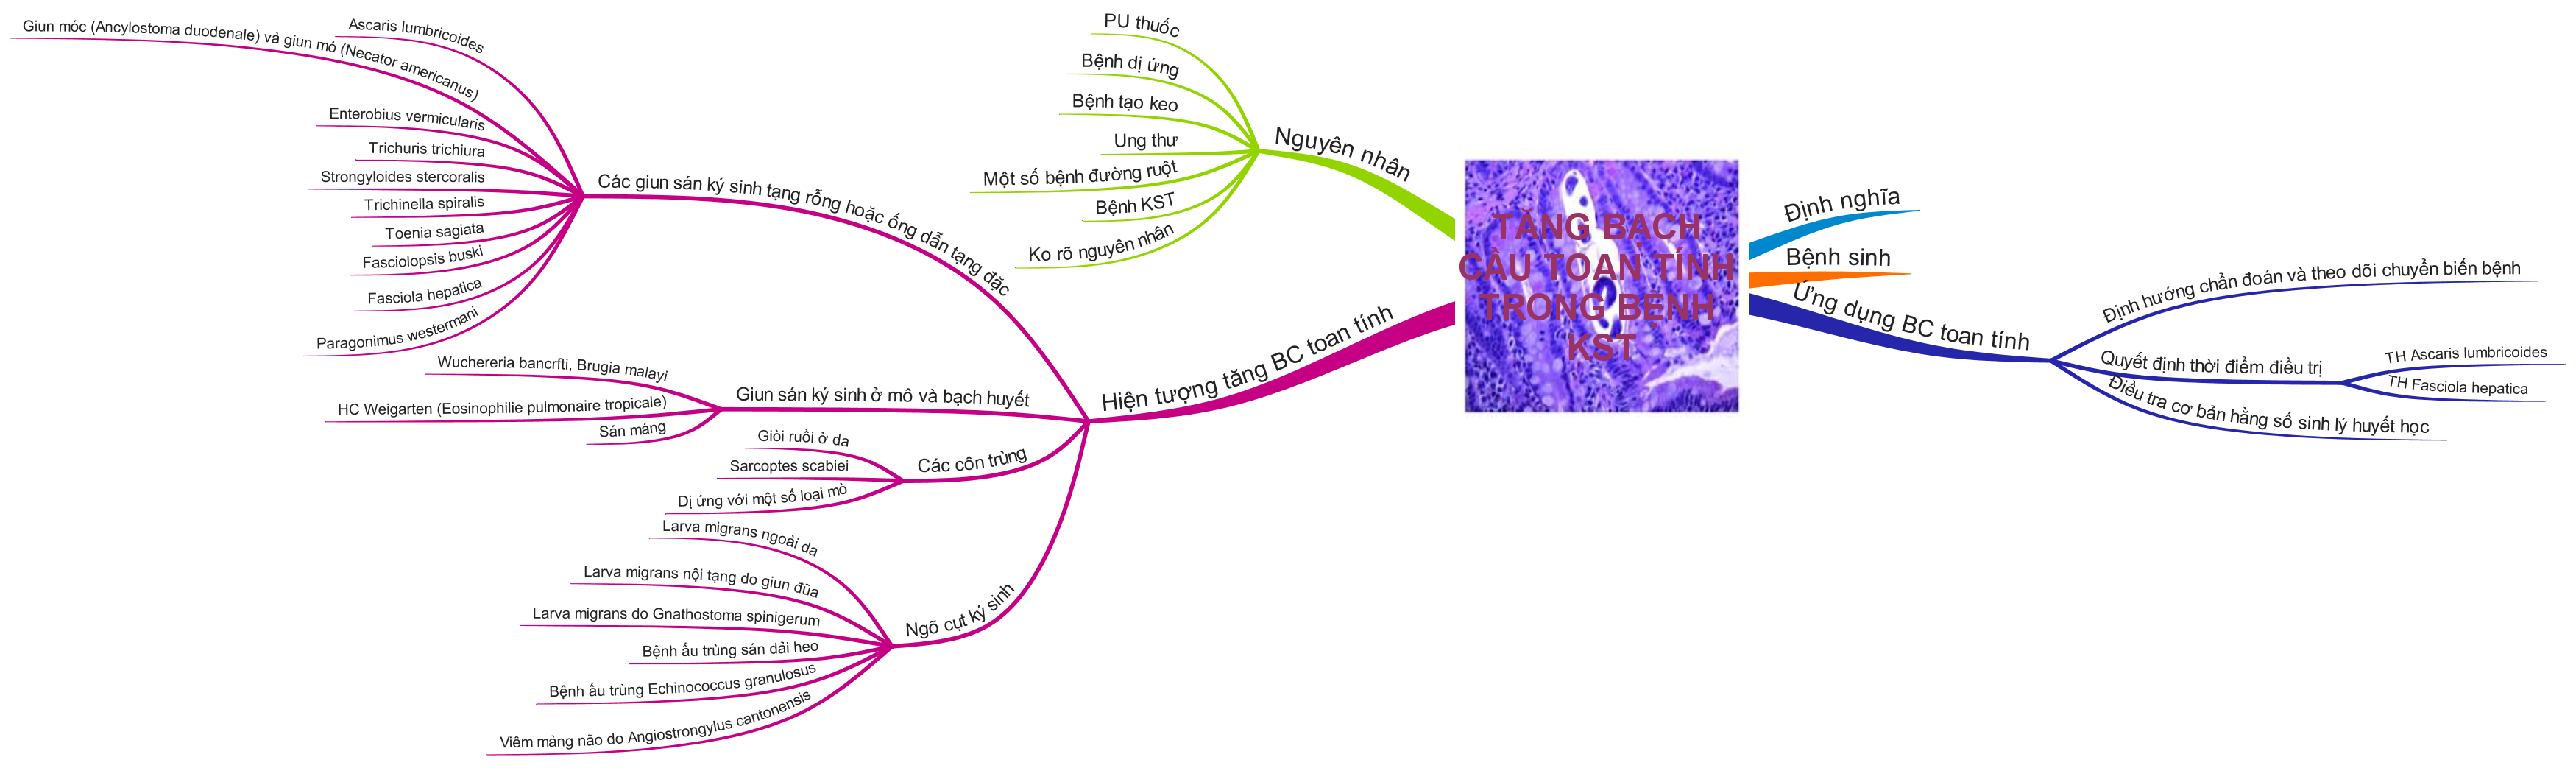 TĂNG BẠCH
CẦU TOAN TÍNH
TRONG BỆNH
KST
Định nghĩa
Bệnh sinh
Ứng dụng BC toan tính
Định hướng chẩn đoán và theo dõi chuyển biến bệnh
Quyết định thời điểm điều trị
TH Ascaris lumbricoides
TH Fasciola hepatica
Điều tra cơ bản hằng số sinh lý huyết học
Nguyên nhân
PU thuốc
Bệnh dị ứng
Bệnh tạo keo
Ung thư
Một số bệnh đường ruột
Bệnh KST
Ko rõ nguyên nhân
Hiện tượng tăng BC toan tính
Các giun sán ký sinh tạng rỗng hoặc ống dẫn tạng đặc
Ascaris lumbricoides
Giun móc (Ancylostoma duodenale) và giun mỏ (Necator americanus)
Enterobius vermicularis
Trichuris trichiura
Strongyloides stercoralis
Trichinella spiralis
Toenia sagiata
Fasciolopsis buski
Fasciola hepatica
Paragonimus westermani
Giun sán ký sinh ở mô và bạch huyết
Wuchereria bancrfti, Brugia malayi
HC Weigarten (Eosinophilie pulmonaire tropicale)
Sán máng
Các côn trùng
Giòi ruồi ở da
Sarcoptes scabiei
Dị ứng với một số loại mò
Ngõ cụt ký sinh
Larva migrans ngoài da
Larva migrans nội tạng do giun đũa
Larva migrans do Gnathostoma spinigerum
Bệnh ấu trùng sán dải heo
Bệnh ấu trùng Echinococcus granulosus
Viêm màng não do Angiostrongylus cantonensis